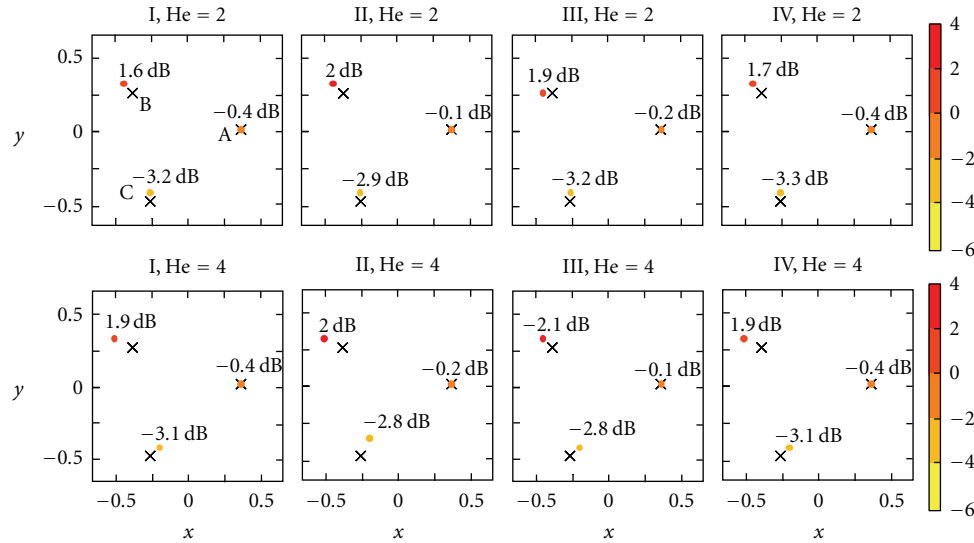 I, He = 2
II, He = 2
III, He = 2
IV, He = 2
0.5
0
−0.5
y
1.6 dB
B
−0.4 dB
A
C
−3.2 dB
2 dB
−0.1 dB
−2.9 dB
1.9 dB
−0.2 dB
−3.2 dB
1.7 dB
−0.4 dB
−3.3 dB
4
2
0
−2
−4
−6
I, He = 4
II, He = 4
III, He = 4
IV, He = 4
0.5
0
−0.5
y
1.9 dB
−0.4 dB
−3.1 dB
2 dB
−0.2 dB
−2.8 dB
−2.1 dB
−0.1 dB
−2.8 dB
1.9 dB
−0.4 dB
−3.1 dB
4
2
0
−2
−4
−6
−0.5 0 0.5
−0.5 0 0.5
−0.5 0 0.5
−0.5 0 0.5
x
x
x
x